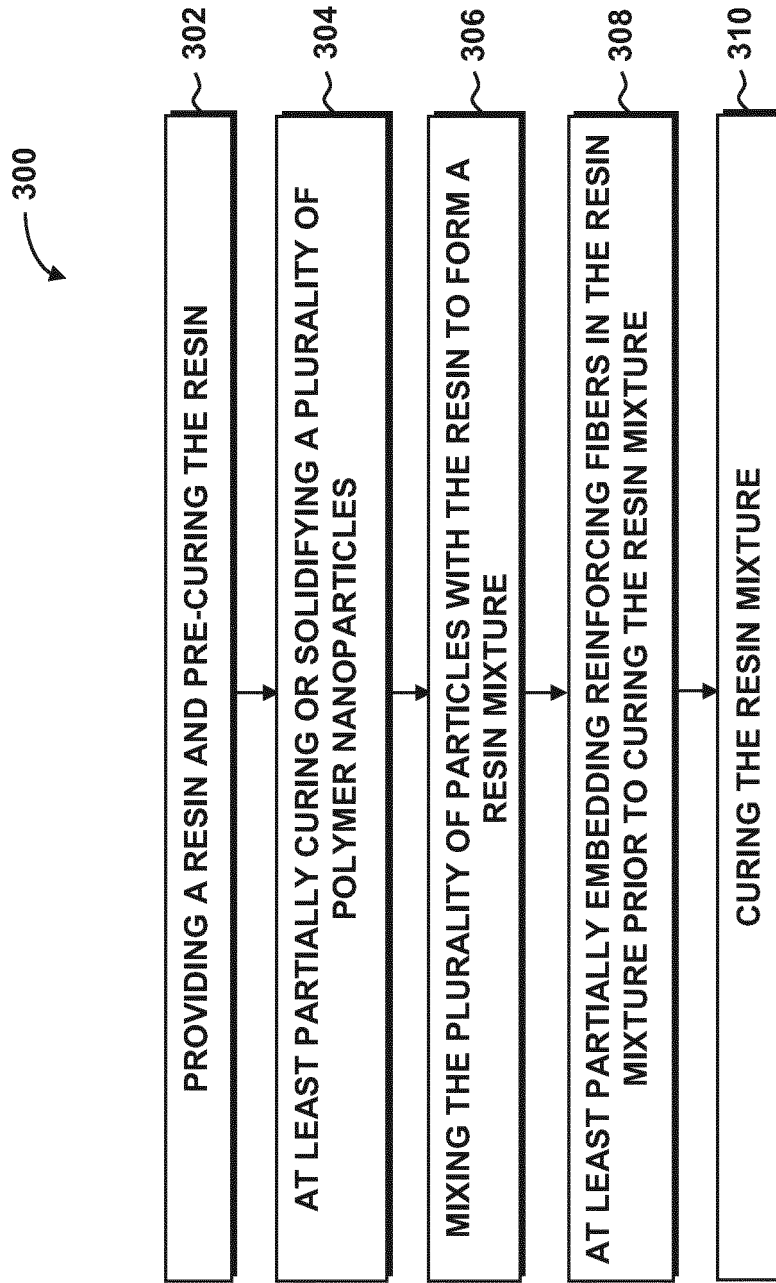 300
PROVIDING A RESIN AND PRE-CURING THE RESIN
302
AT LEAST PARTIALLY CURING OR SOLIDIFYING A PLURALITY OF
POLYMER NANOPARTICLES
304
MIXING THE PLURALITY OF PARTICLES WITH THE RESIN TO FORM A
RESIN MIXTURE
306
AT LEAST PARTIALLY EMBEDDING REINFORCING FIBERS IN THE RESIN
MIXTURE PRIOR TO CURING THE RESIN MIXTURE
308
CURING THE RESIN MIXTURE
310